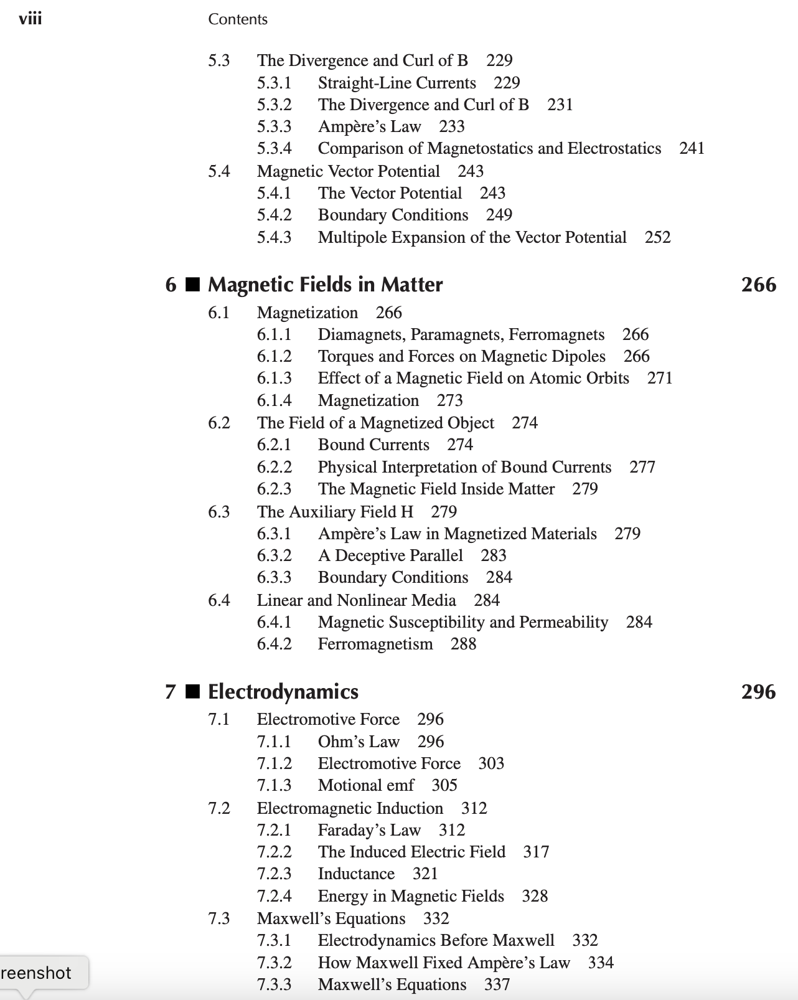 viii Contents
5.3 The Divergence and Curl of B 229
5.3.1 Straight-Line Currents 229
5.3.2 The Divergence and Curl of B 231
5.3.3 Ampère’s Law 233
5.3.4 Comparison of Magnetostatics and Electrostatics 241
5.4 Magnetic Vector Potential 243
5.4.1 The Vector Potential 243
5.4.2 Boundary Conditions 249
5.4.3 Multipole Expansion of the Vector Potential 252
6 ■ Magnetic Fields in Matter 266
6.1 Magnetization 266
6.1.1 Diamagnets, Paramagnets, Ferromagnets 266
6.1.2 Torques and Forces on Magnetic Dipoles 266
6.1.3 Effect of a Magnetic Field on Atomic Orbits 271
6.1.4 Magnetization 273
6.2 The Field of a Magnetized Object 274
6.2.1 Bound Currents 274
6.2.2 Physical Interpretation of Bound Currents 277
6.2.3 The Magnetic Field Inside Matter 279
6.3 The Auxiliary Field H 279
6.3.1 Ampère’s Law in Magnetized Materials 279
6.3.2 A Deceptive Parallel 283
6.3.3 Boundary Conditions 284
6.4 Linear and Nonlinear Media 284
6.4.1 Magnetic Susceptibility and Permeability 284
6.4.2 Ferromagnetism 288
7 ■ Electrodynamics 296
7.1 Electromotive Force 296
7.1.1 Ohm’s Law 296
7.1.2 Electromotive Force 303
7.1.3 Motional emf 305
7.2 Electromagnetic Induction 312
7.2.1 Faraday’s Law 312
7.2.2 The Induced Electric Field 317
7.2.3 Inductance 321
7.2.4 Energy in Magnetic Fields 328
7.3 Maxwell’s Equations 332
7.3.1 Electrodynamics Before Maxwell 332
7.3.2 How Maxwell Fixed Ampère’s Law 334
7.3.3 Maxwell’s Equations 337
reenshot